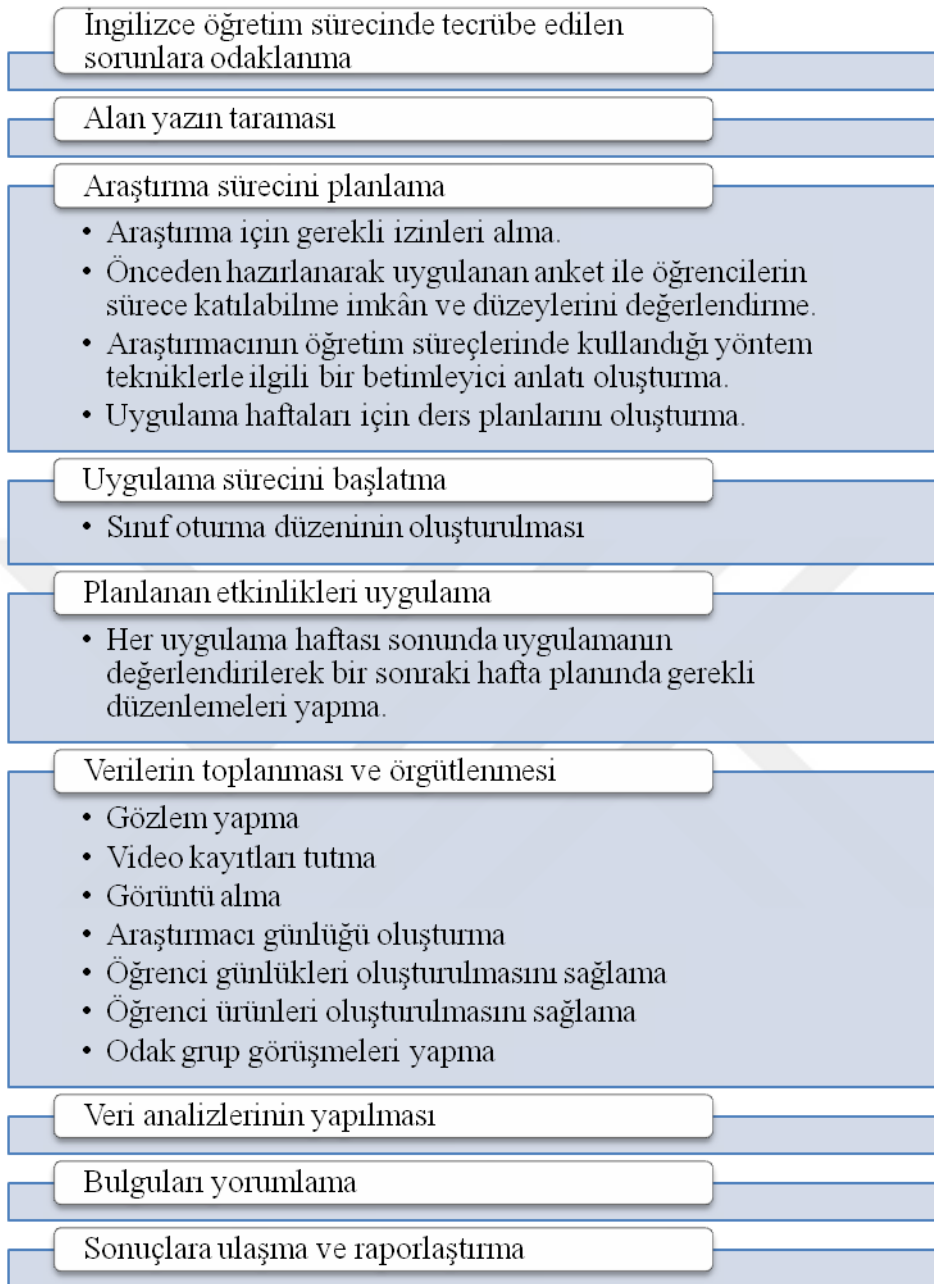 İngilizce öğretim sürecinde tecrübe edilen
sorunlara odaklanma
Alan yazın taraması
Araştırma sürecini planlama
• Araştırma için gerekli izinleri alma.
• Önceden hazırlanarak uygulanan anket ile öğrencilerin
sürece katılabilme imkân ve düzeylerini değerlendirme.
• Araştırmacının öğretim süreçlerinde kullandığı yöntem
tekniklerle ilgili bir betimleyici anlatı oluşturma.
• Uygulama haftaları için ders planlarını oluşturma.
Uygulama sürecini başlatma
• Sınıf oturma düzeninin oluşturulması
Planlanan etkinlikleri uygulama
• Her uygulama haftası sonunda uygulamanın
değerlendirilerek bir sonraki hafta planında gerekli
düzenlemeleri yapma.
Verilerin toplanması ve örgütlenmesi
• Gözlem yapma
• Video kayıtları tutma
• Görüntü alma
• Araştırmacı günlüğü oluşturma
• Öğrenci günlükleri oluşturulmasını sağlama
• Öğrenci ürünleri oluşturulmasını sağlama
• Odak grup görüşmeleri yapma
Veri analizlerinin yapılması
Bulguları yorumlama
Sonuçlara ulaşma ve raporlaştırma